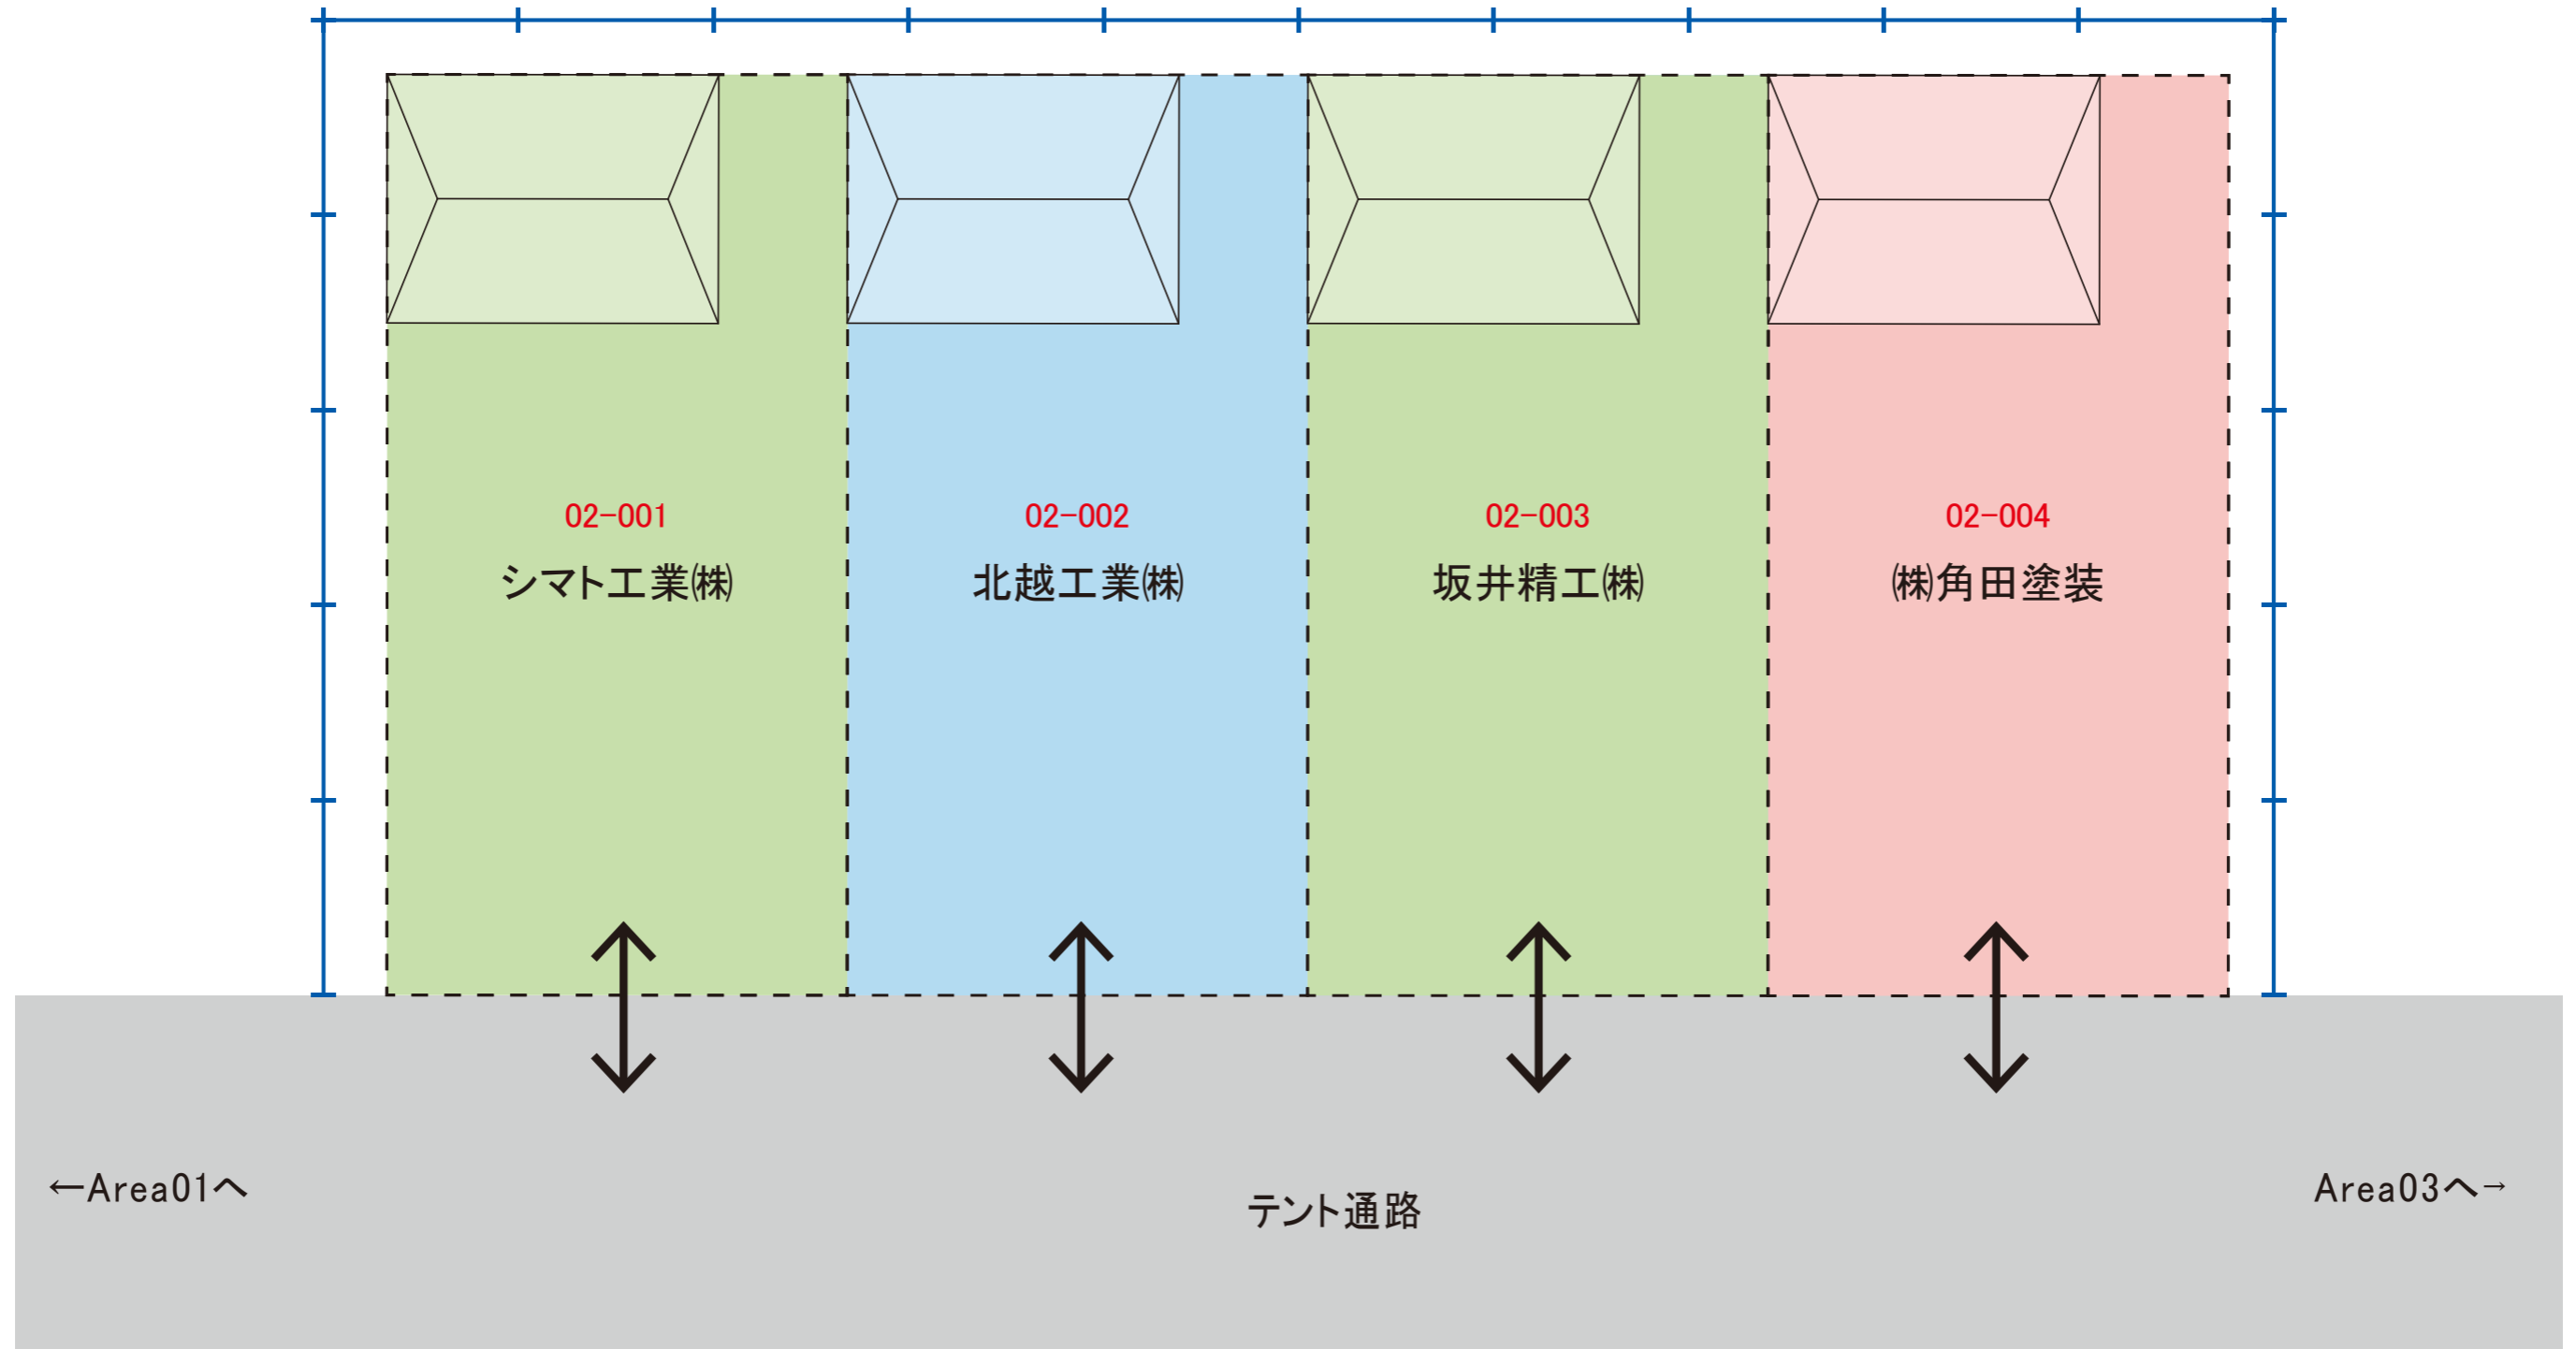 02-001
シマト工業㈱
02-002
北越工業㈱
02-003
坂井精工㈱
02-004
㈱角田塗装
←Area01へ
テント通路
Area03へ→